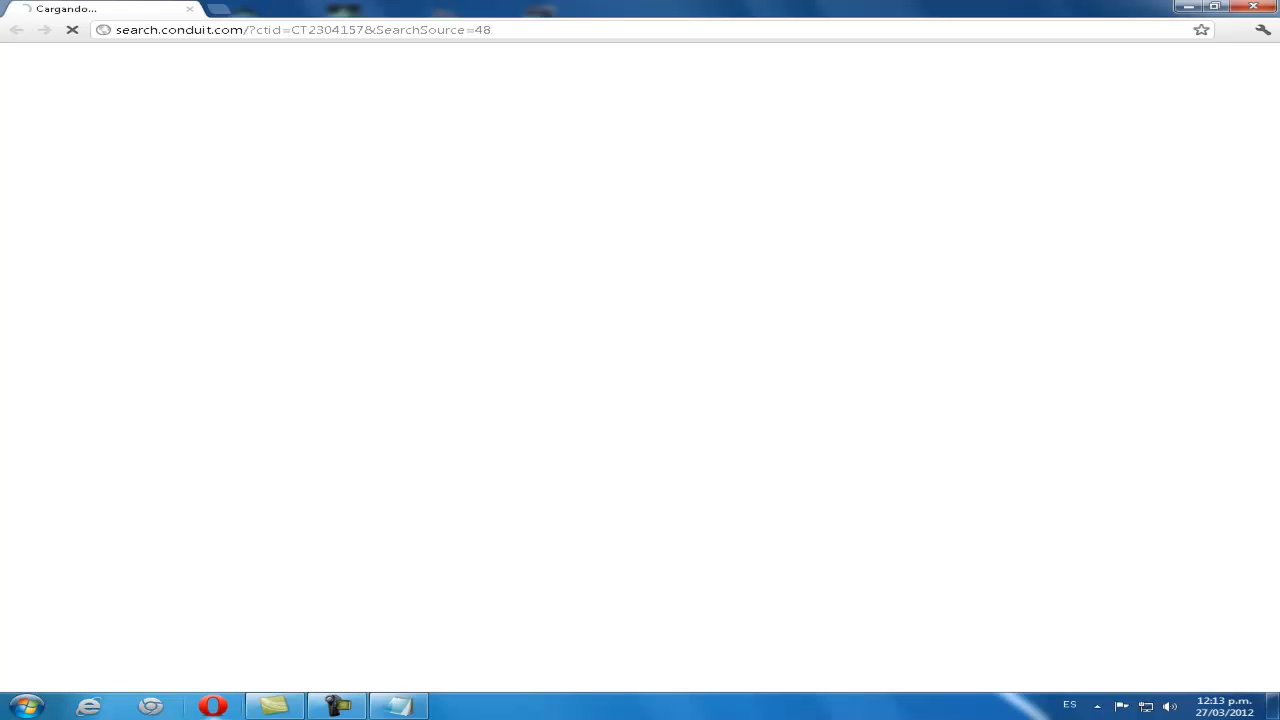 Cargando...
search.conduit.com/?ctid=CT2304157&SearchSource=48
ES
12:13 p.m.
27/03/2012